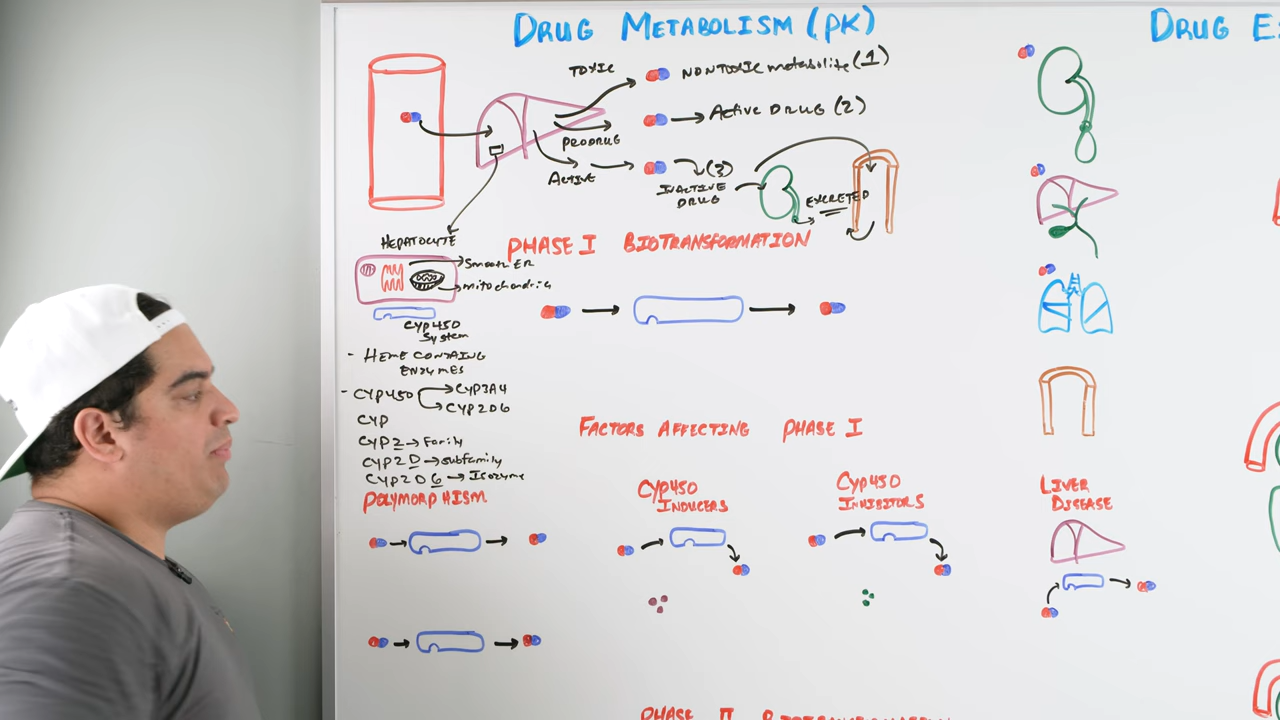 DRUG METABOLISM (PK)
DRUG E
TOXIC
NONTOXIC metabolite (1)
PRODRUG
ACTIVE DRUG (2)
ACTIVE
(3)
INACTIVE
DRUG
EXCRETED
HEPATOCYTE
SMOOTH ER
mitochondria
CYP450
System
- HEME CONTAING
ENZYMES
- CYP450
CYP3A4
CYP2D6
CYP
CYP2 → Family
CYP2D → subfamily
CYP2D6 → Isozyme
PHASE I BIOTRANSFORMATION
FACTORS AFFECTING PHASE I
POLYMORPHISM
CYP450
INDUCERS
CYP450
INHIBITORS
LIVER
DISEASE
PHASE II BIOTRANSFORMATION